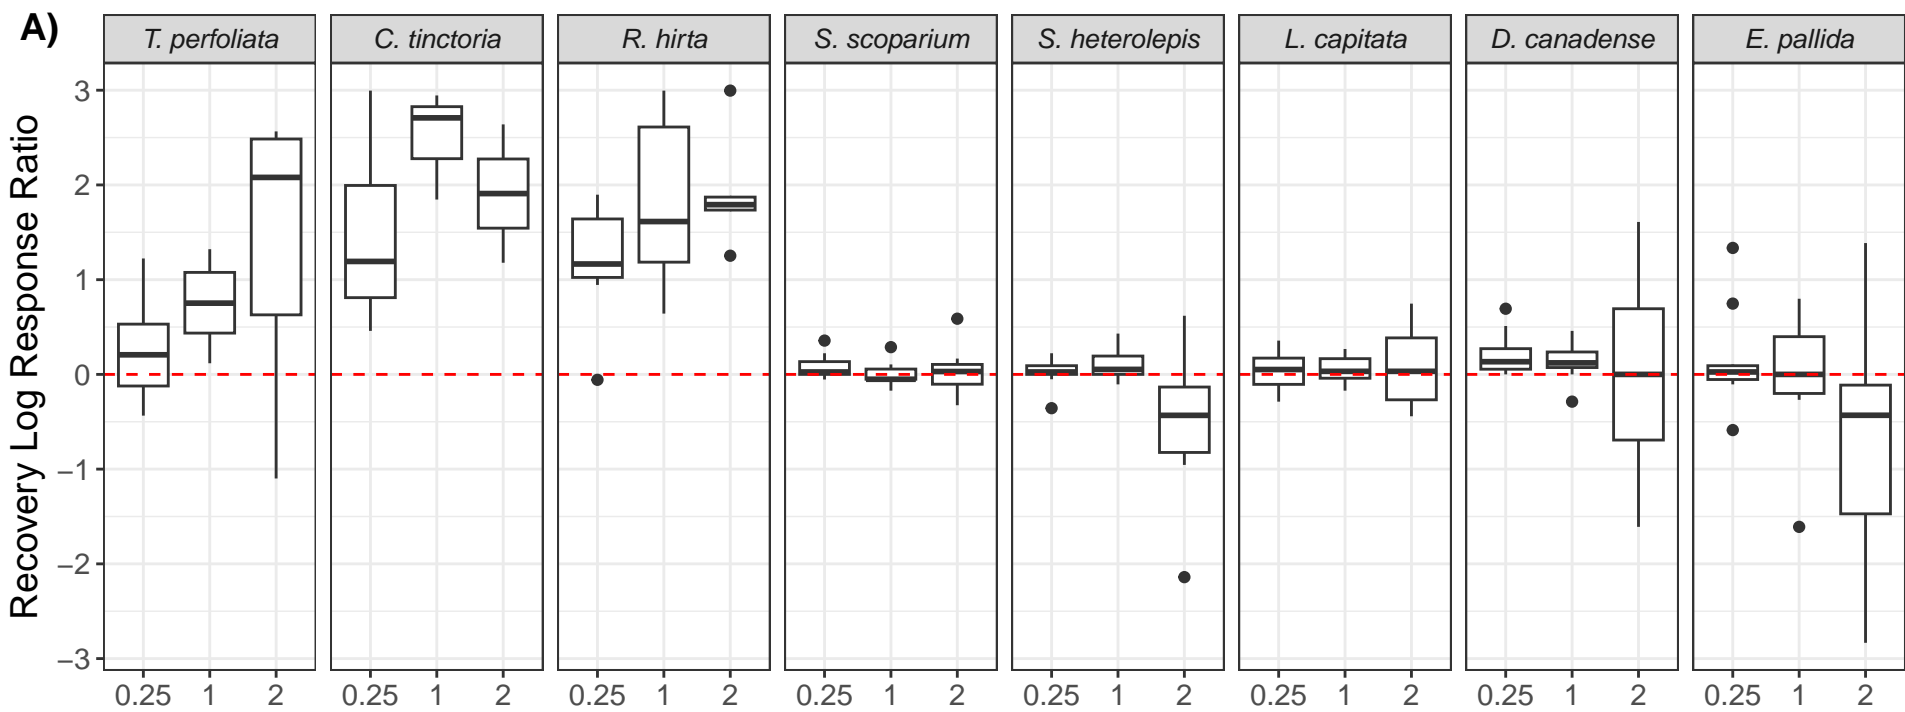 A)
T. perfoliata C. tinctoria R. hirta S. scoparium S. heterolepis L. capitata D. canadense E. pallida
Recovery Log Response Ratio
3
2
1
0
−1
−2
−3
0.25 1 2 0.25 1 2 0.25 1 2 0.25 1 2 0.25 1 2 0.25 1 2 0.25 1 2 0.25 1 2